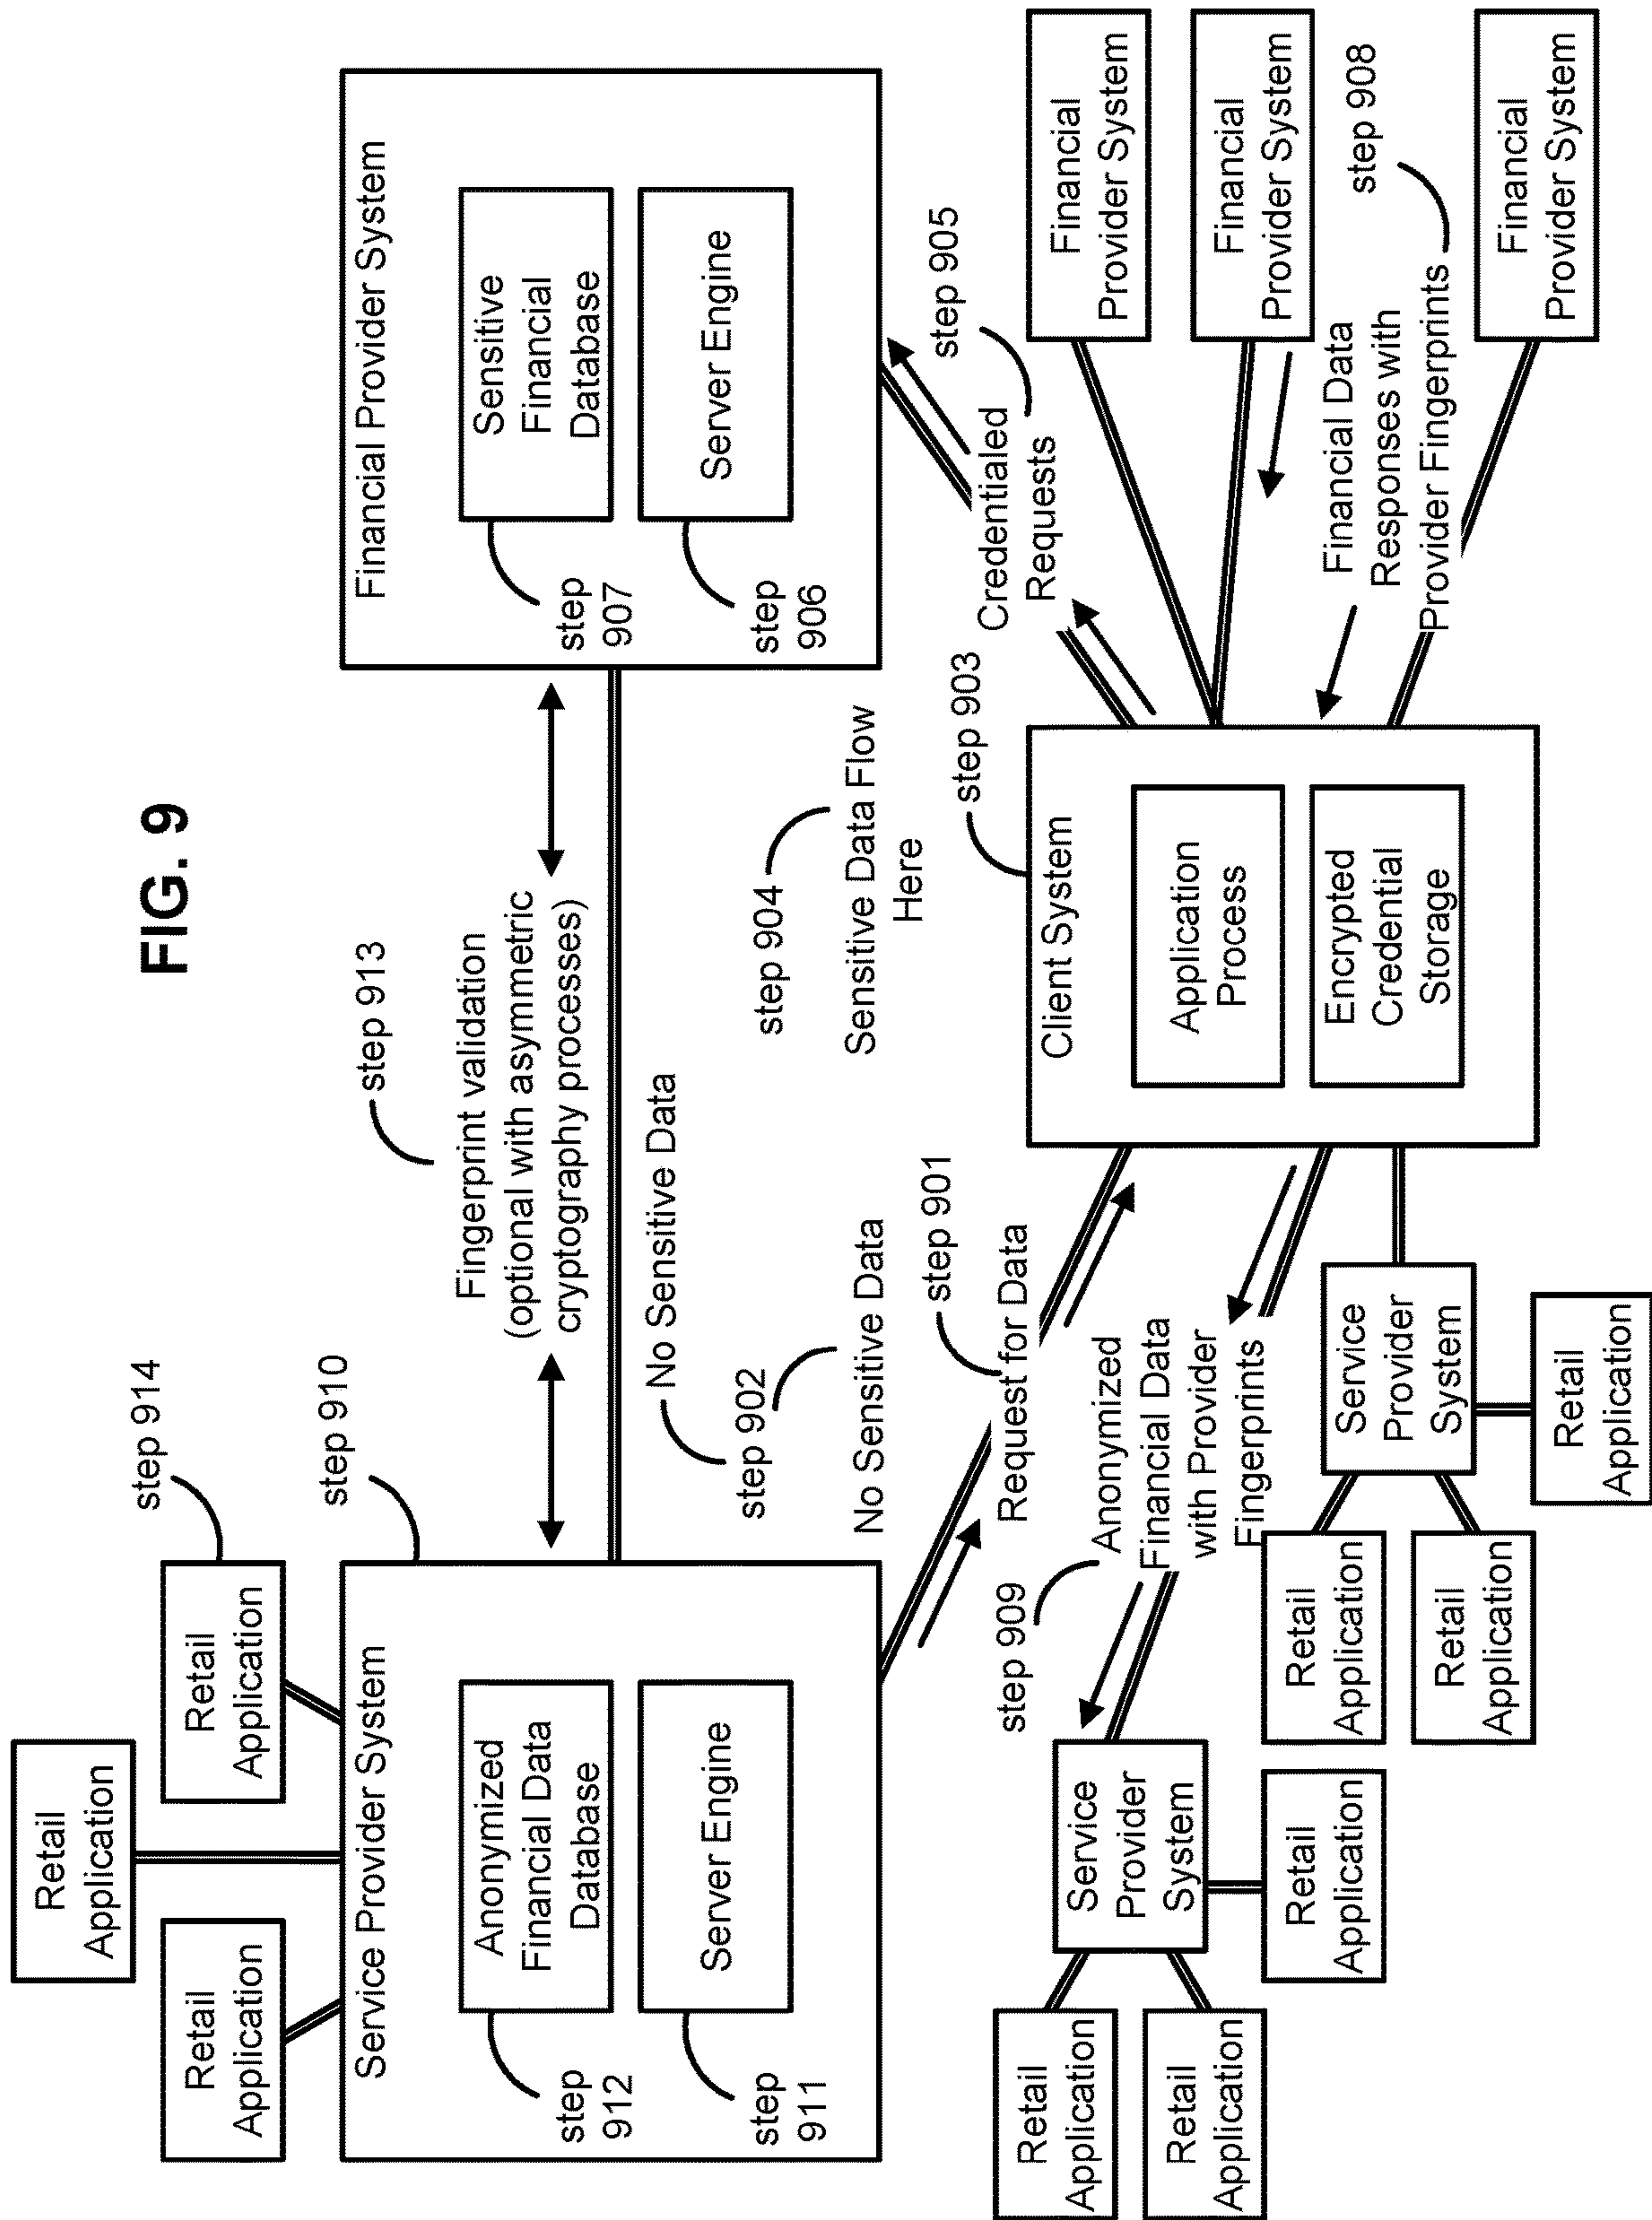 FIG. 9
Retail
Application
Retail
Application
Retail
Application
step 914
step 910
Service Provider System
Anonymized
Financial Data
Database
Server Engine
step
912
step
911
step 913
Fingerprint validation
(optional with asymmetric
cryptography processes)
No Sensitive Data
step 902
No Sensitive Data
Financial Provider System
Sensitive
Financial
Database
Server Engine
step
907
step
906
step 904
Sensitive Data Flow
Here
step 901
Request for Data
step 905
Credentialed
Requests
step 903
Client System
Application
Process
Encrypted
Credential
Storage
Financial
Provider System
Financial
Provider System
Financial
Provider System
step 908
Financial Data
Responses with
Provider Fingerprints
step 909
Anonymized
Financial Data
with Provider
Fingerprints
Service
Provider
System
Retail
Application
Retail
Application
Retail
Application
Service
Provider
System
Retail
Application
Retail
Application
Retail
Application